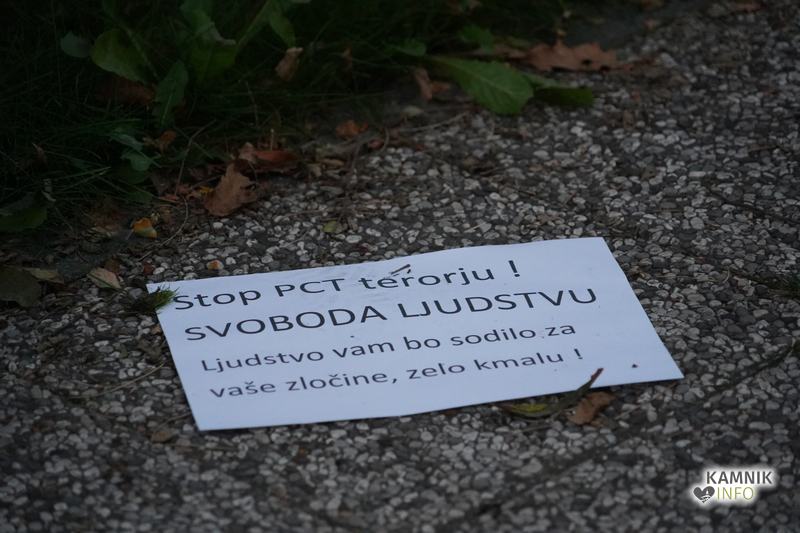 Stop PCT terorju !
SVOBODA LJUDSTVU
Ljudstvo vam bo sodilo za
vaše zločine, zelo kmalu !
KAMNIK
INFO